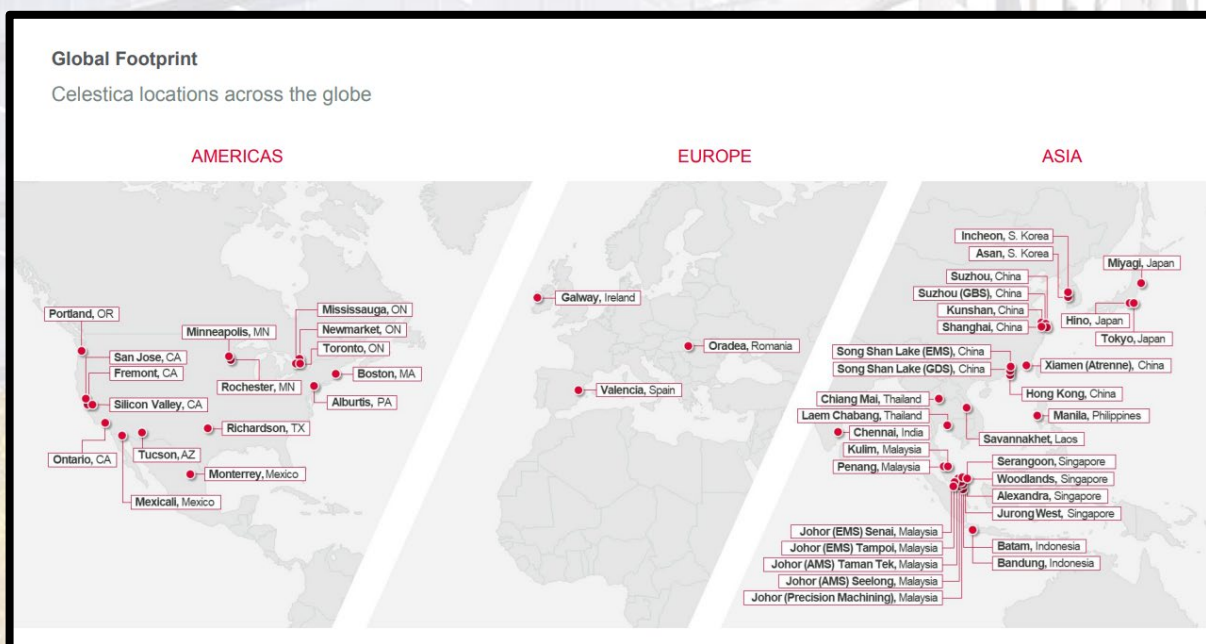 Global Footprint
Celestica locations across the globe
AMERICAS
Portland, OR
San Jose, CA
Fremont, CA
Silicon Valley, CA
Ontario, CA
Minneapolis, MN
Rochester, MN
Mississauga, ON
Newmarket, ON
Toronto, ON
Boston, MA
Alburtis, PA
Richardson, TX
Tucson, AZ
Monterrey, Mexico
Mexicali, Mexico
EUROPE
Galway, Ireland
Oradea, Romania
Valencia, Spain
ASIA
Incheon, S. Korea
Asan, S. Korea
Miyagi, Japan
Suzhou, China
Suzhou (GBS), China
Kunshan, China
Shanghai, China
Hino, Japan
Tokyo, Japan
Song Shan Lake (EMS), China
Song Shan Lake (GDS), China
Xiamen (Atrenne), China
Hong Kong, China
Chiang Mai, Thailand
Laem Chabang, Thailand
Manila, Philippines
Chennai, India
Savannakhet, Laos
Kulim, Malaysia
Penang, Malaysia
Serangoon, Singapore
Woodlands, Singapore
Alexandra, Singapore
Jurong West, Singapore
Johor (EMS) Senai, Malaysia
Johor (EMS) Tampoi, Malaysia
Johor (AMS) Taman Tek, Malaysia
Johor (AMS) Seelong, Malaysia
Johor (Precision Machining), Malaysia
Batam, Indonesia
Bandung, Indonesia